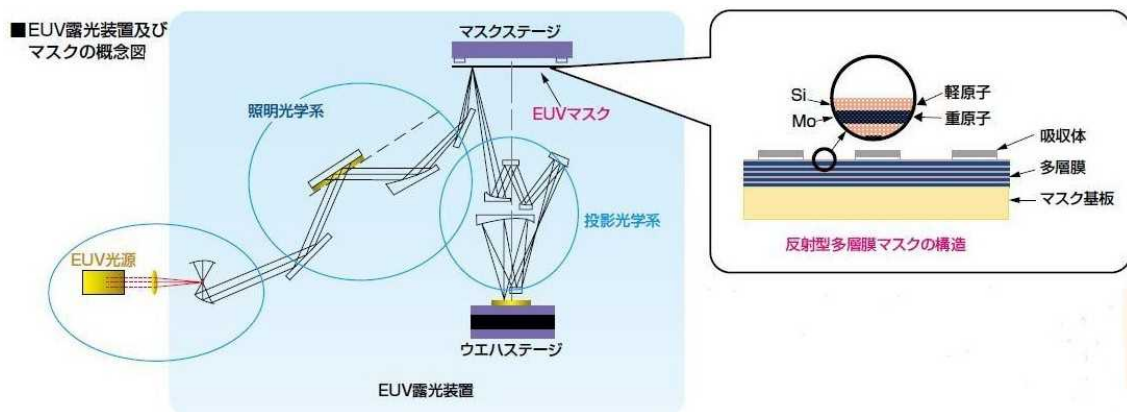 ■EUV露光装置及び
マスクの概念図
マスクステージ
照明光学系
EUVマスク
投影光学系
EUV光源
ウエハステージ
EUV露光装置
Si
Mo
軽原子
重原子
吸収体
多層膜
マスク基板
反射型多層膜マスクの構造